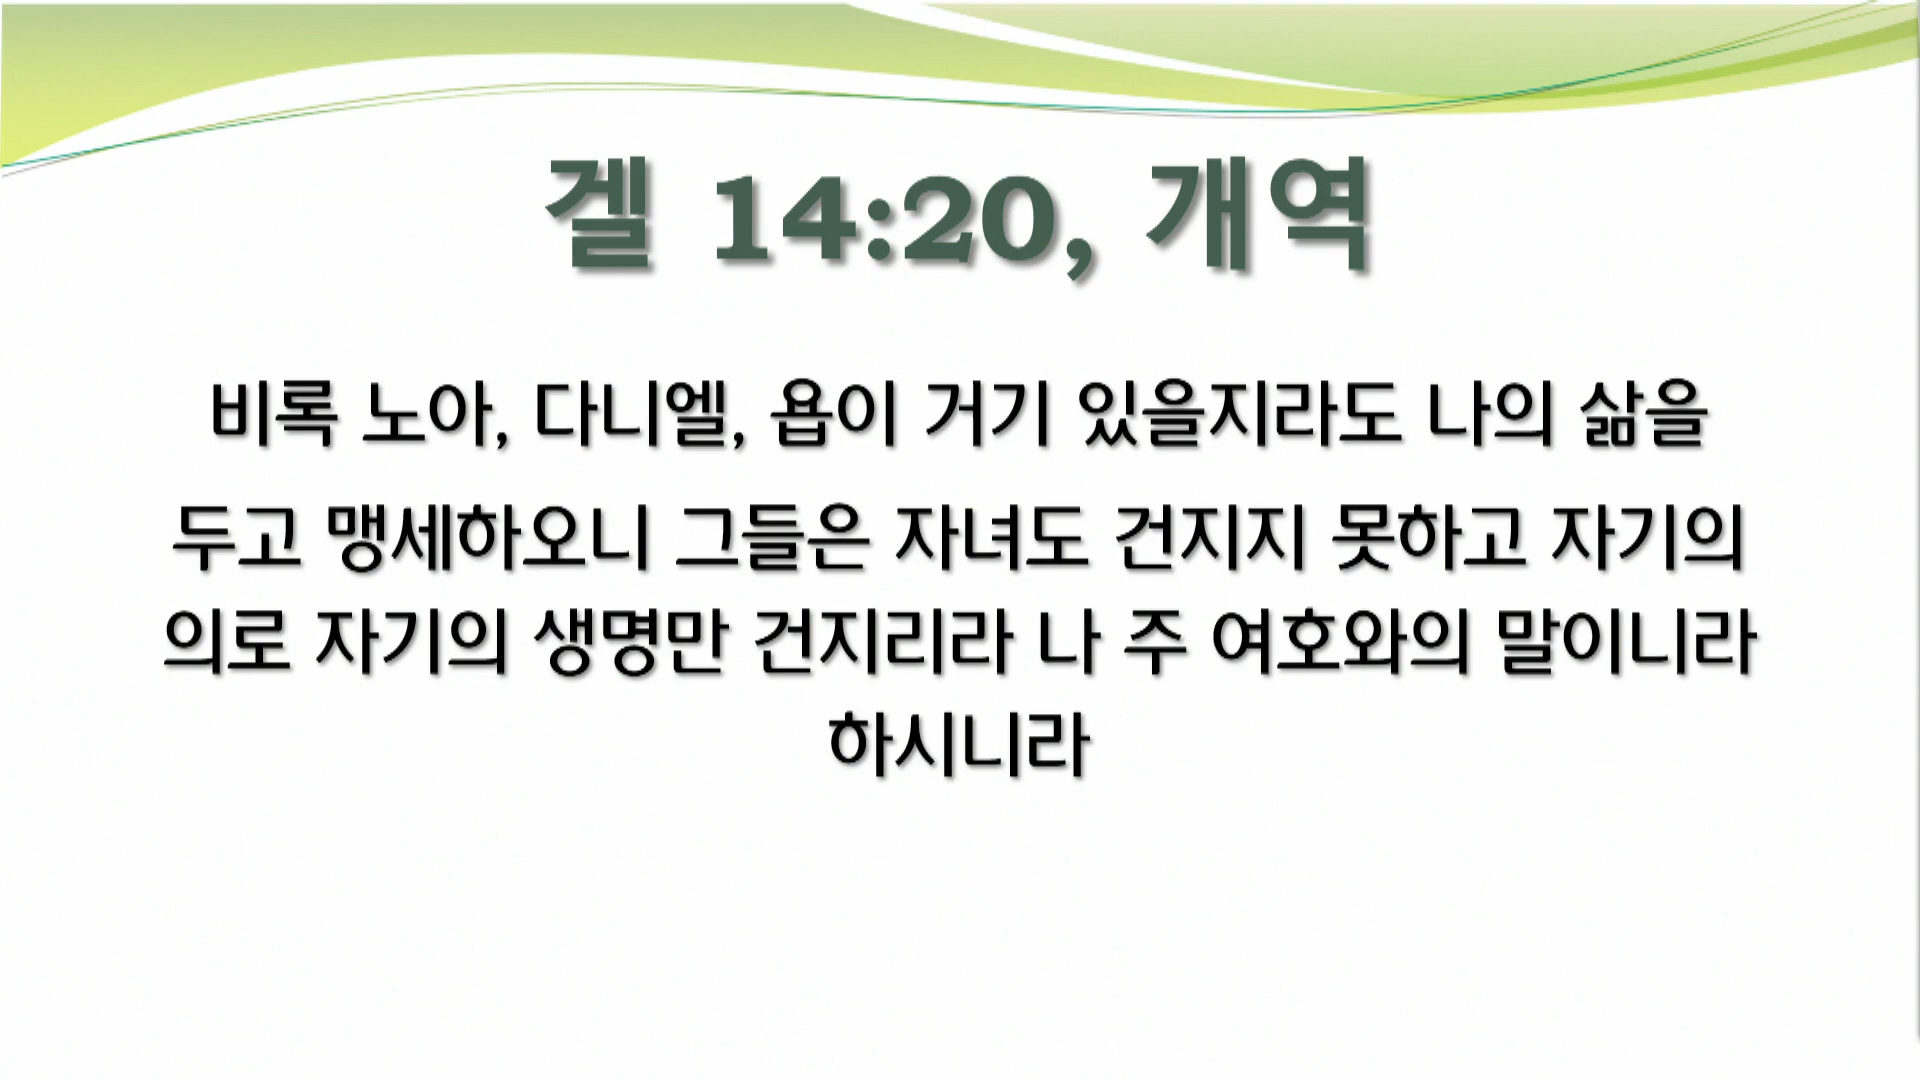 겔 14:20, 개역
비록 노아, 다니엘, 욥이 거기 있을지라도 나의 삶을
두고 맹세하오니 그들은 자녀도 건지지 못하고 자기의
의로 자기의 생명만 건지리라 나 주 여호와의 말이니라
하시니라